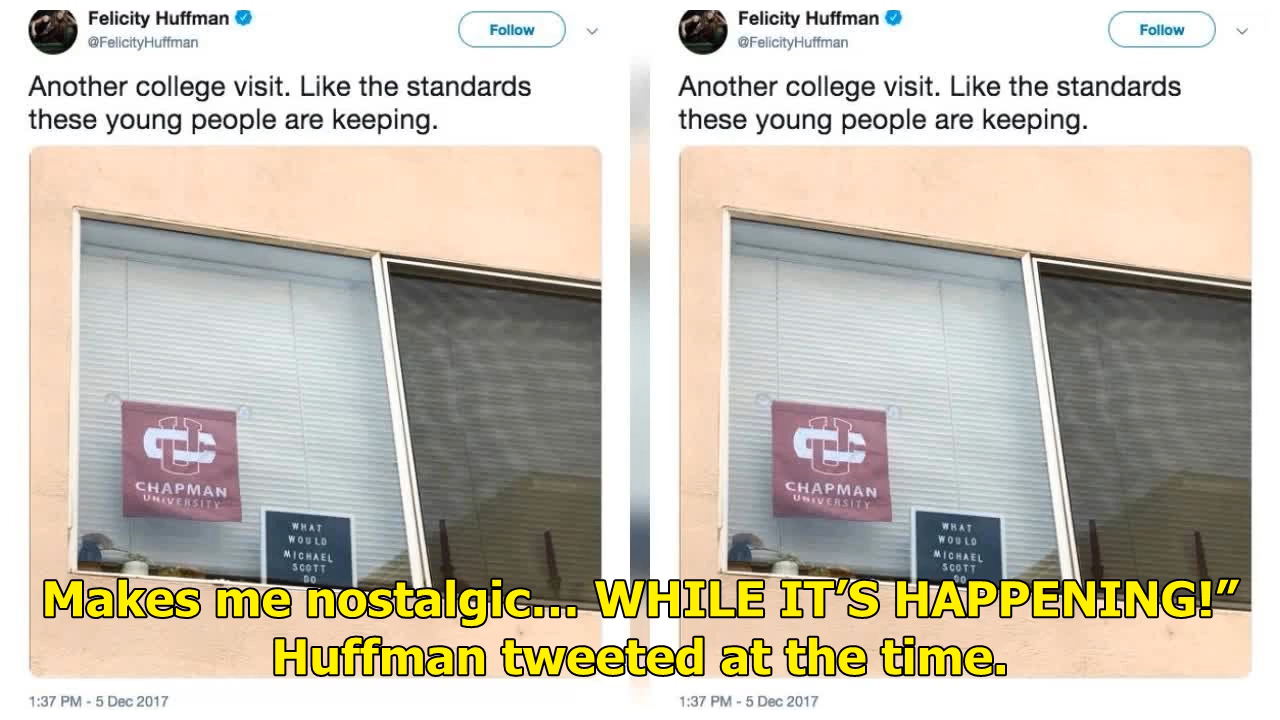 Felicity Huffman
@FelicityHuffman
Follow
Another college visit. Like the standards
these young people are keeping.
UC
CHAPMAN
UNIVERSITY
WHAT
WOULD
MICHAEL
SCOTT
DO
1:37 PM - 5 Dec 2017
Felicity Huffman
@FelicityHuffman
Follow
Another college visit. Like the standards
these young people are keeping.
UC
CHAPMAN
UNIVERSITY
WHAT
WOULD
MICHAEL
SCOTT
DO
1:37 PM - 5 Dec 2017
Makes me nostalgic... WHILE IT’S HAPPENING!”
Huffman tweeted at the time.